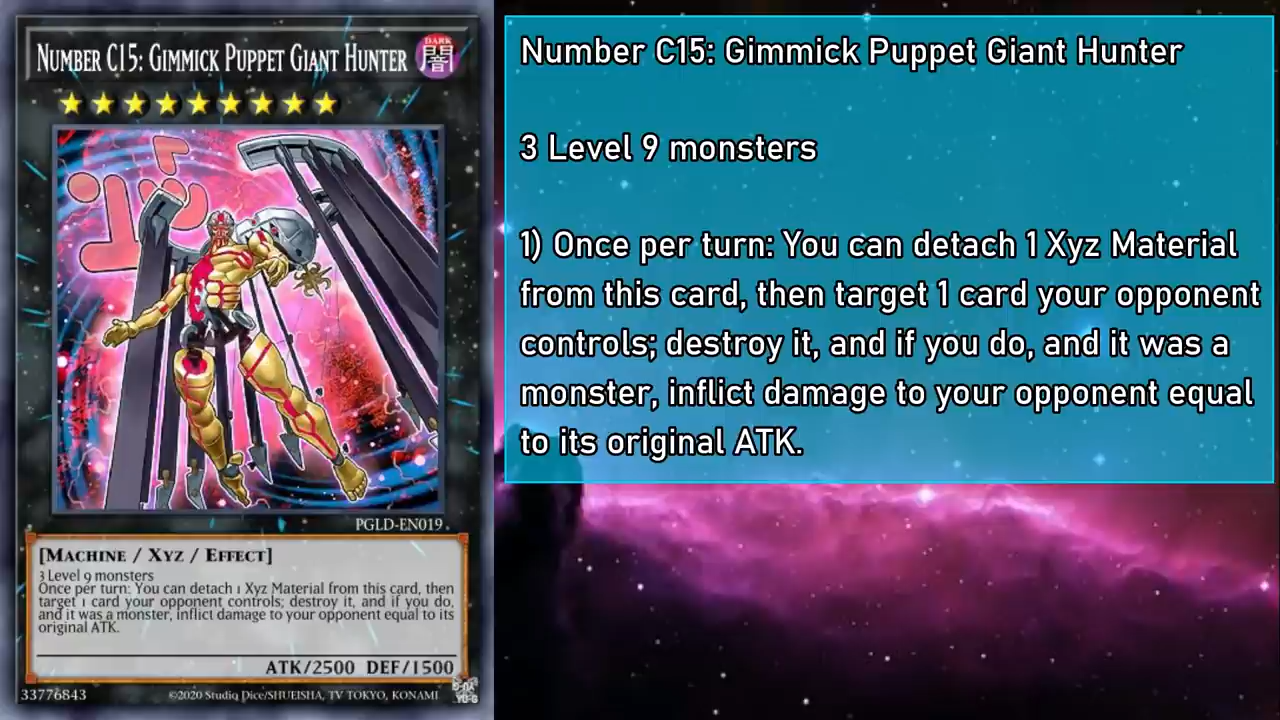 NUMBER C15: GIMMICK PUPPET GIANT HUNTER
DARK
闇
PGLD-EN019
[MACHINE / XYZ / EFFECT]
3 Level 9 monsters
Once per turn: You can detach 1 Xyz Material from this card, then
target 1 card your opponent controls; destroy it, and if you do,
and it was a monster, inflict damage to your opponent equal to its
original ATK.
ATK/2500 DEF/1500
33776843
©2020 Studio Dice/SHUEISHA, TV TOKYO, KONAMI
Number C15: Gimmick Puppet Giant Hunter
3 Level 9 monsters
1) Once per turn: You can detach 1 Xyz Material
from this card, then target 1 card your opponent
controls; destroy it, and if you do, and it was a
monster, inflict damage to your opponent equal
to its original ATK.